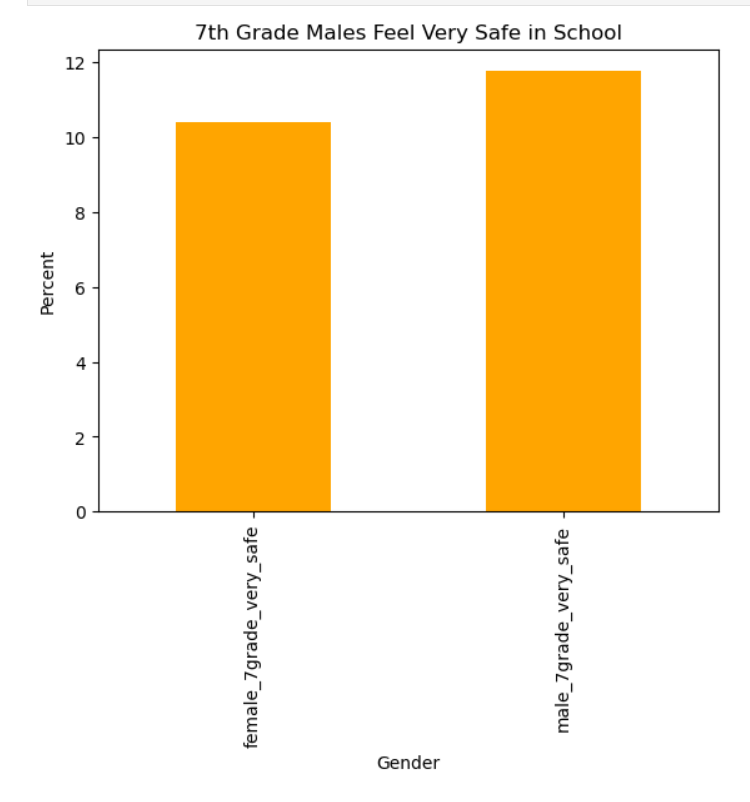 7th Grade Males Feel Very Safe in School
12
10
8
6
4
2
0
Percent
female_7grade_very_safe
male_7grade_very_safe
Gender